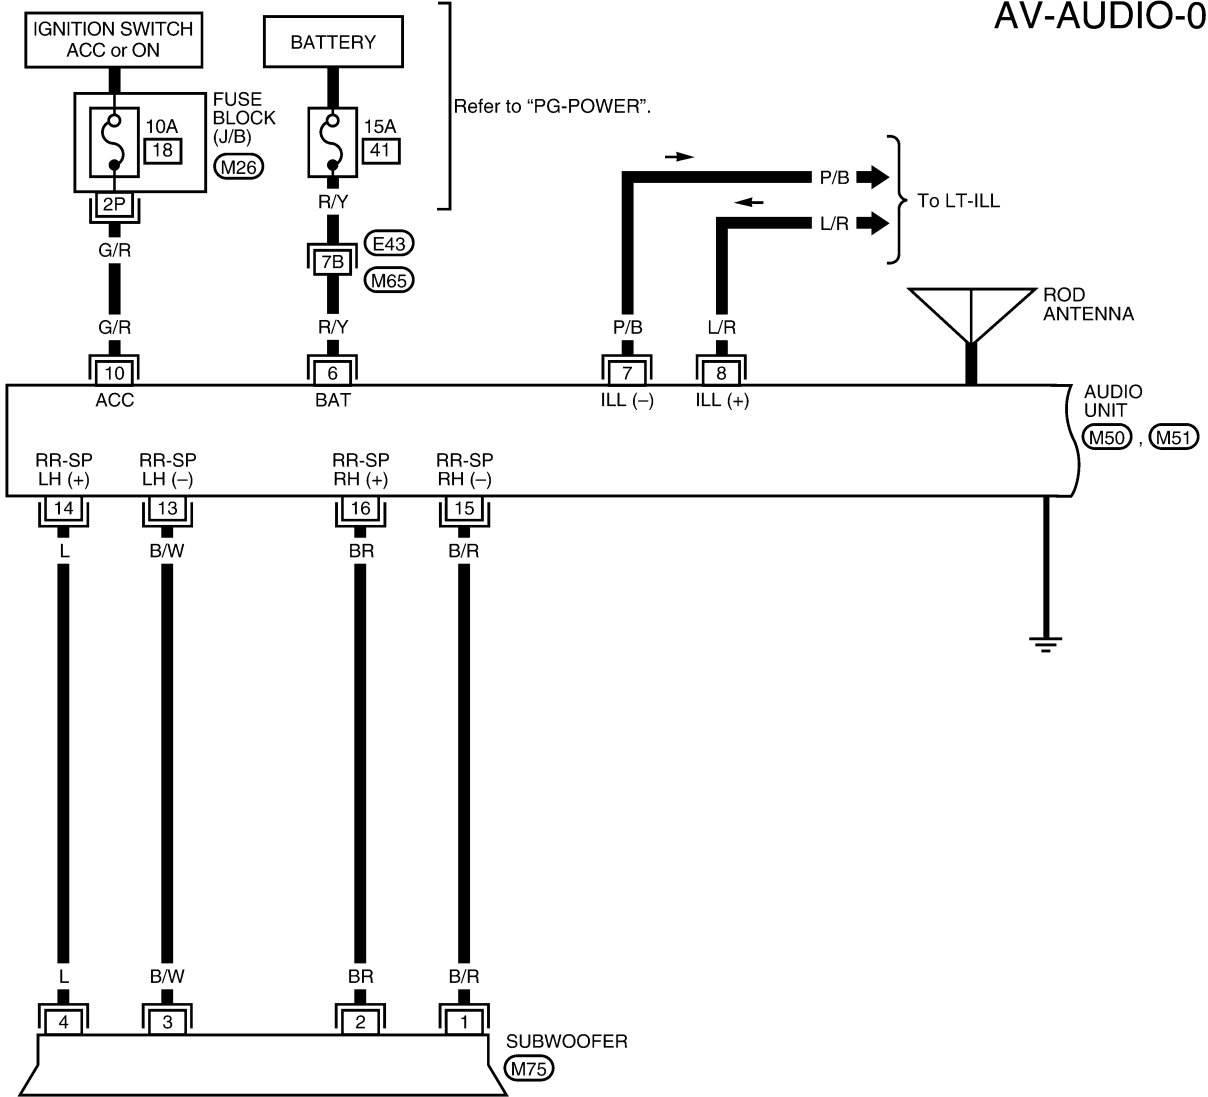 AV-AUDIO-0
IGNITION SWITCH
ACC or ON
BATTERY
FUSE
BLOCK
(J/B)
M26
10A
18
15A
41
Refer to “PG-POWER”.
2P
R/Y
G/R
7B
E43
M65
P/B
L/R
To LT-ILL
ROD
ANTENNA
G/R
R/Y
P/B
L/R
10
6
7
8
ACC
BAT
ILL (–)
ILL (+)
AUDIO
UNIT
M50 , M51
RR-SP
LH (+)
RR-SP
LH (–)
RR-SP
RH (+)
RR-SP
RH (–)
14
13
16
15
L
B/W
BR
B/R
L
B/W
BR
B/R
4
3
2
1
SUBWOOFER
M75